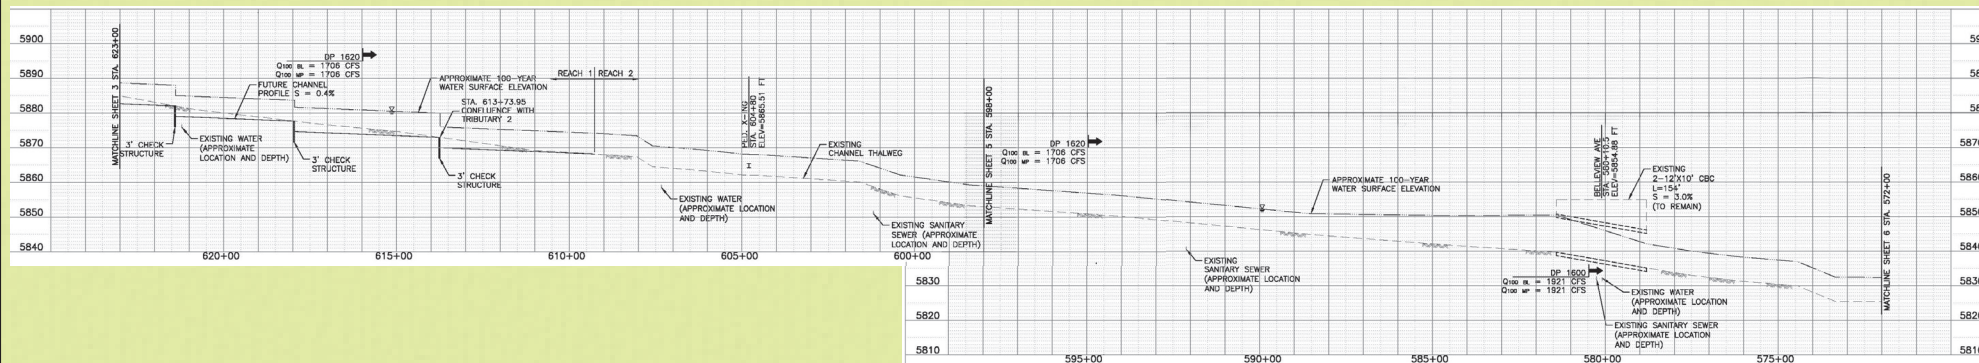 5900
5890
5880
5870
5860
5850
5840
MATCHLINE SHEET 3 STA. 623+00
DP 1620
Q100 BL = 1706 CFS
Q100 MP = 1706 CFS
FUTURE CHANNEL
PROFILE S = 0.4%
3' CHECK
STRUCTURE
EXISTING WATER
(APPROXIMATE
LOCATION AND DEPTH)
3' CHECK
STRUCTURE
APPROXIMATE 100-YEAR
WATER SURFACE ELEVATION
STA. 613+73.95
CONFLUENCE WITH
TRIBUTARY 2
3' CHECK
STRUCTURE
REACH 1
REACH 2
EXISTING WATER
(APPROXIMATE LOCATION
AND DEPTH)
PED. X-ING
STA. 604+80
ELEV=5865.51 FT
EXISTING
CHANNEL THALWEG
EXISTING SANITARY
SEWER (APPROXIMATE
LOCATION AND DEPTH)
MATCHLINE SHEET 5 STA. 598+00
DP 1620
Q100 BL = 1706 CFS
Q100 MP = 1706 CFS
EXISTING
SANITARY SEWER
(APPROXIMATE LOCATION
AND DEPTH)
APPROXIMATE 100-YEAR
WATER SURFACE ELEVATION
BELLEVIEW AVE
ELEV=5854.88 FT
EXISTING
2-12'X10' CBC
L=154'
S = 3.0%
(TO REMAIN)
DP 1600
Q100 BL = 1921 CFS
Q100 MP = 1921 CFS
EXISTING WATER
(APPROXIMATE LOCATION
AND DEPTH)
EXISTING SANITARY SEWER
(APPROXIMATE LOCATION
AND DEPTH)
MATCHLINE SHEET 6 STA. 572+00
620+00
615+00
610+00
605+00
600+00
5830
5820
5810
595+00
590+00
585+00
580+00
575+00